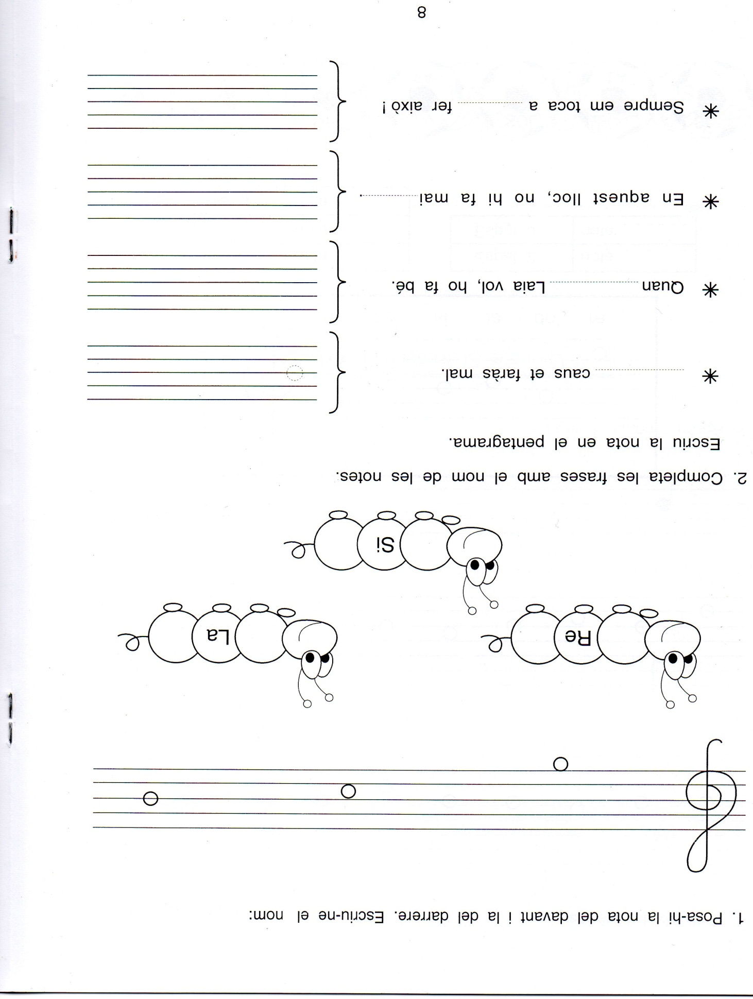 1. Posa-hi la nota del davant i la del darrere. Escriu-ne el nom:
Re
La
Si
2. Completa les frases amb el nom de les notes.
Escriu la nota en el pentagrama.
caus et faràs mal.
Quan Laia vol, ho fa bé.
En aquest lloc, no hi fa mai .
Sempre em toca a fer això !
8